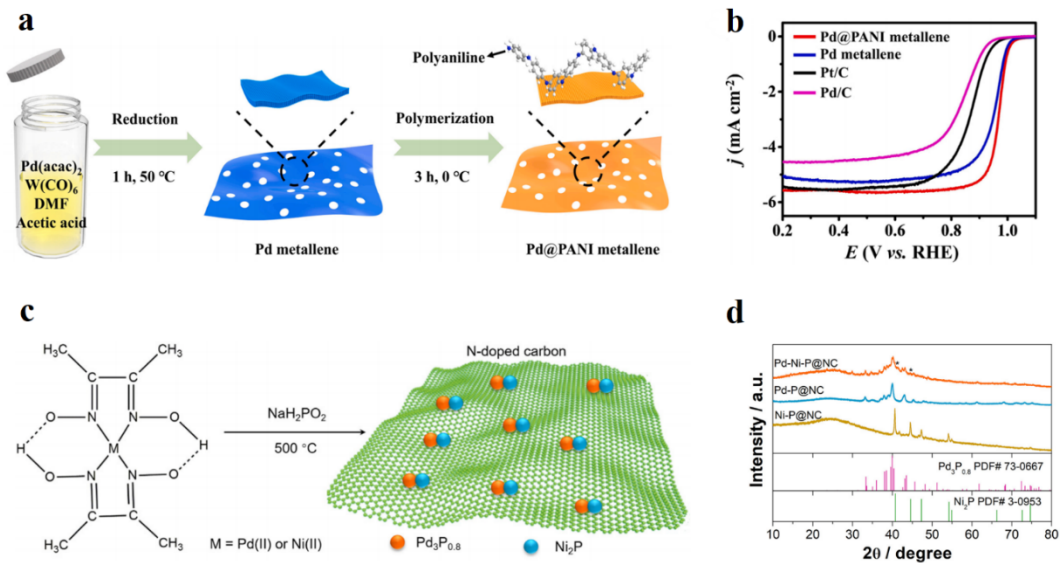 a
Polyaniline
Reduction
1 h, 50 °C
Polymerization
3 h, 0 °C
Pd(acac)2
W(CO)6
DMF
Acetic acid
Pd metallene
Pd@PANI metallene
b
Pd@PANI metallene
Pd metallene
Pt/C
Pd/C
j (mA cm-2)
0
-2
-4
-6
0.2 0.4 0.6 0.8 1.0
E (V vs. RHE)
c
H3C CH3
C C
O N N O
H M H
O N N O
C C
H3C CH3
NaH2PO2
500 °C
N-doped carbon
M = Pd(II) or Ni(II)
Pd3P0.8
Ni2P
d
Intensity / a.u.
Pd-Ni-P@NC
* *
Pd-P@NC
Ni-P@NC
Pd3P0.8 PDF# 73-0667
Ni2P PDF# 3-0953
10 20 30 40 50 60 70 80
2θ / degree